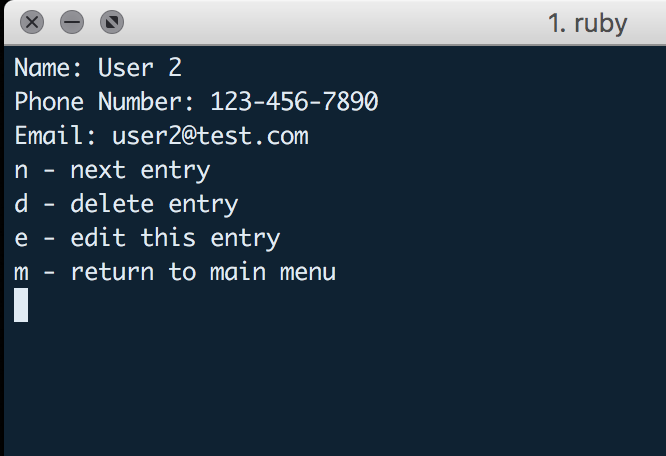 1. ruby
Name: User 2
Phone Number: 123-456-7890
Email: user2@test.com
n - next entry
d - delete entry
e - edit this entry
m - return to main menu